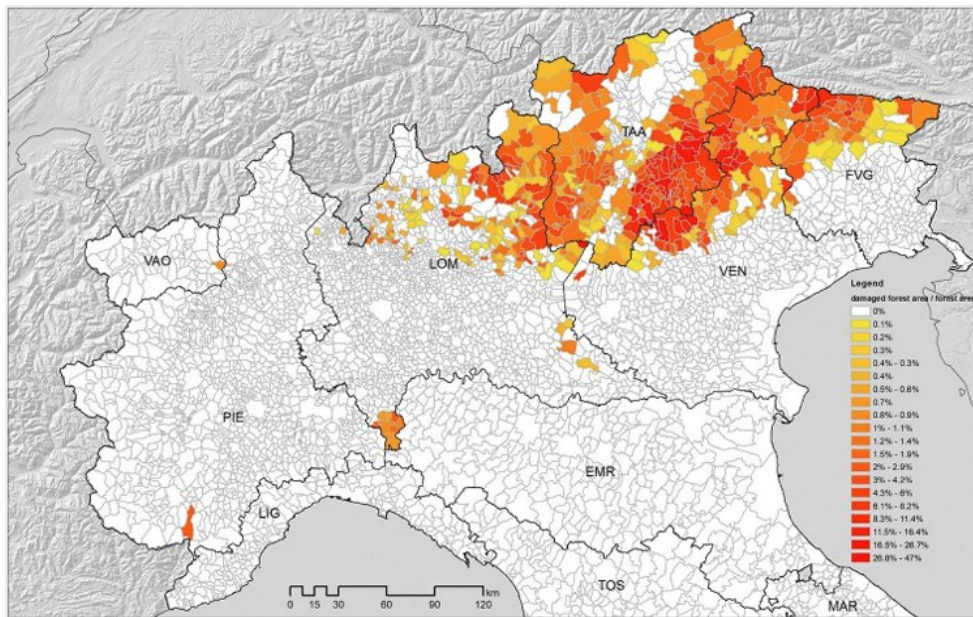 TAA
FVG
VAO
LOM
VEN
Legend
damaged forest area / forest area
0%
0.1%
0.2%
0.3%
0.4% - 0.3%
0.4%
0.5% - 0.6%
0.7%
0.8% - 0.9%
1% - 1.1%
1.2% - 1.4%
1.5% - 1.9%
2% - 2.9%
3% - 4.2%
4.3% - 6%
6.1% - 8.2%
8.3% - 11.4%
11.5% - 16.4%
16.5% - 26.7%
26.8% - 47%
PIE
EMR
LIG
TOS
MAR
0 15 30 60 90 120
km